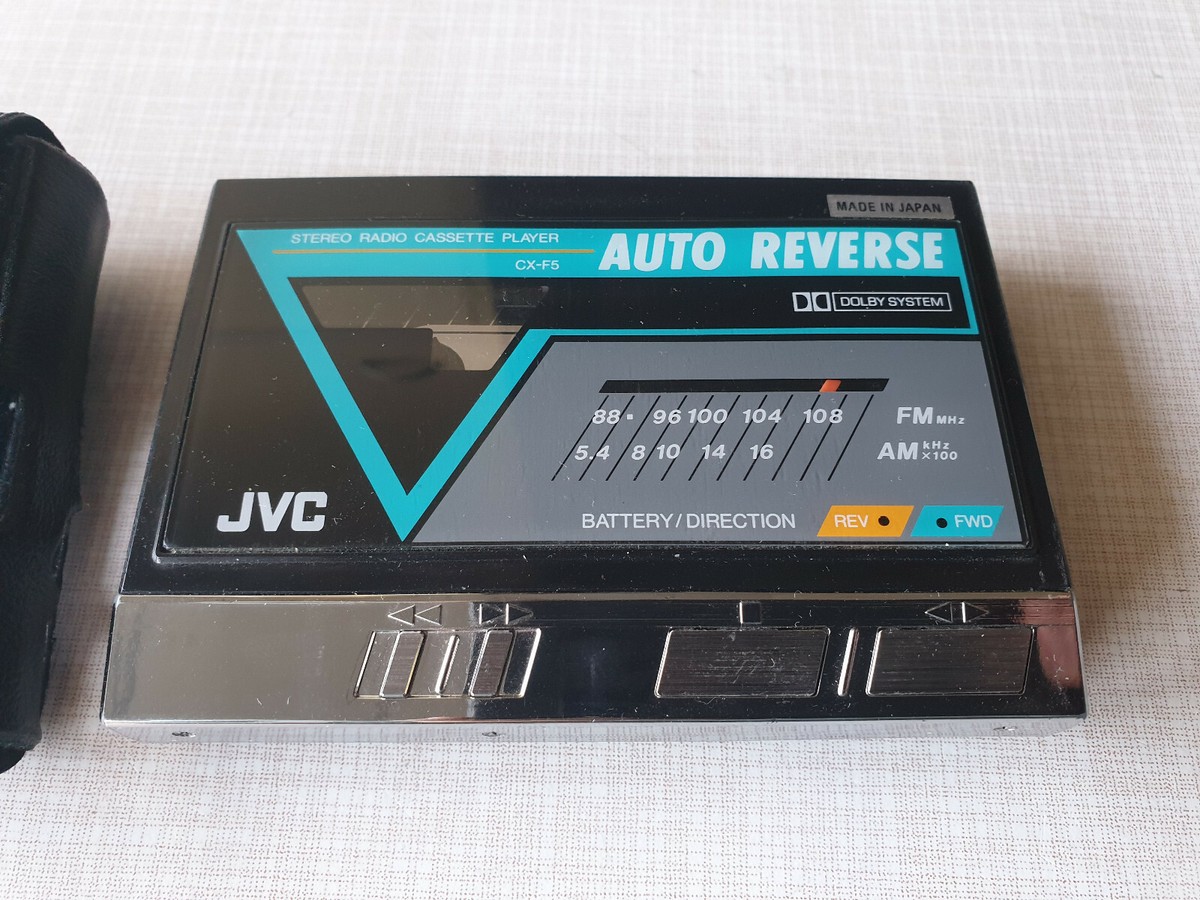 MADE IN JAPAN
STEREO RADIO CASSETTE PLAYER
CX-F5
AUTO REVERSE
DOLBY SYSTEM
88 96 100 104 108 FM MHz
5.4 8 10 14 16 AM kHz ×100
JVC
BATTERY/DIRECTION REV FWD